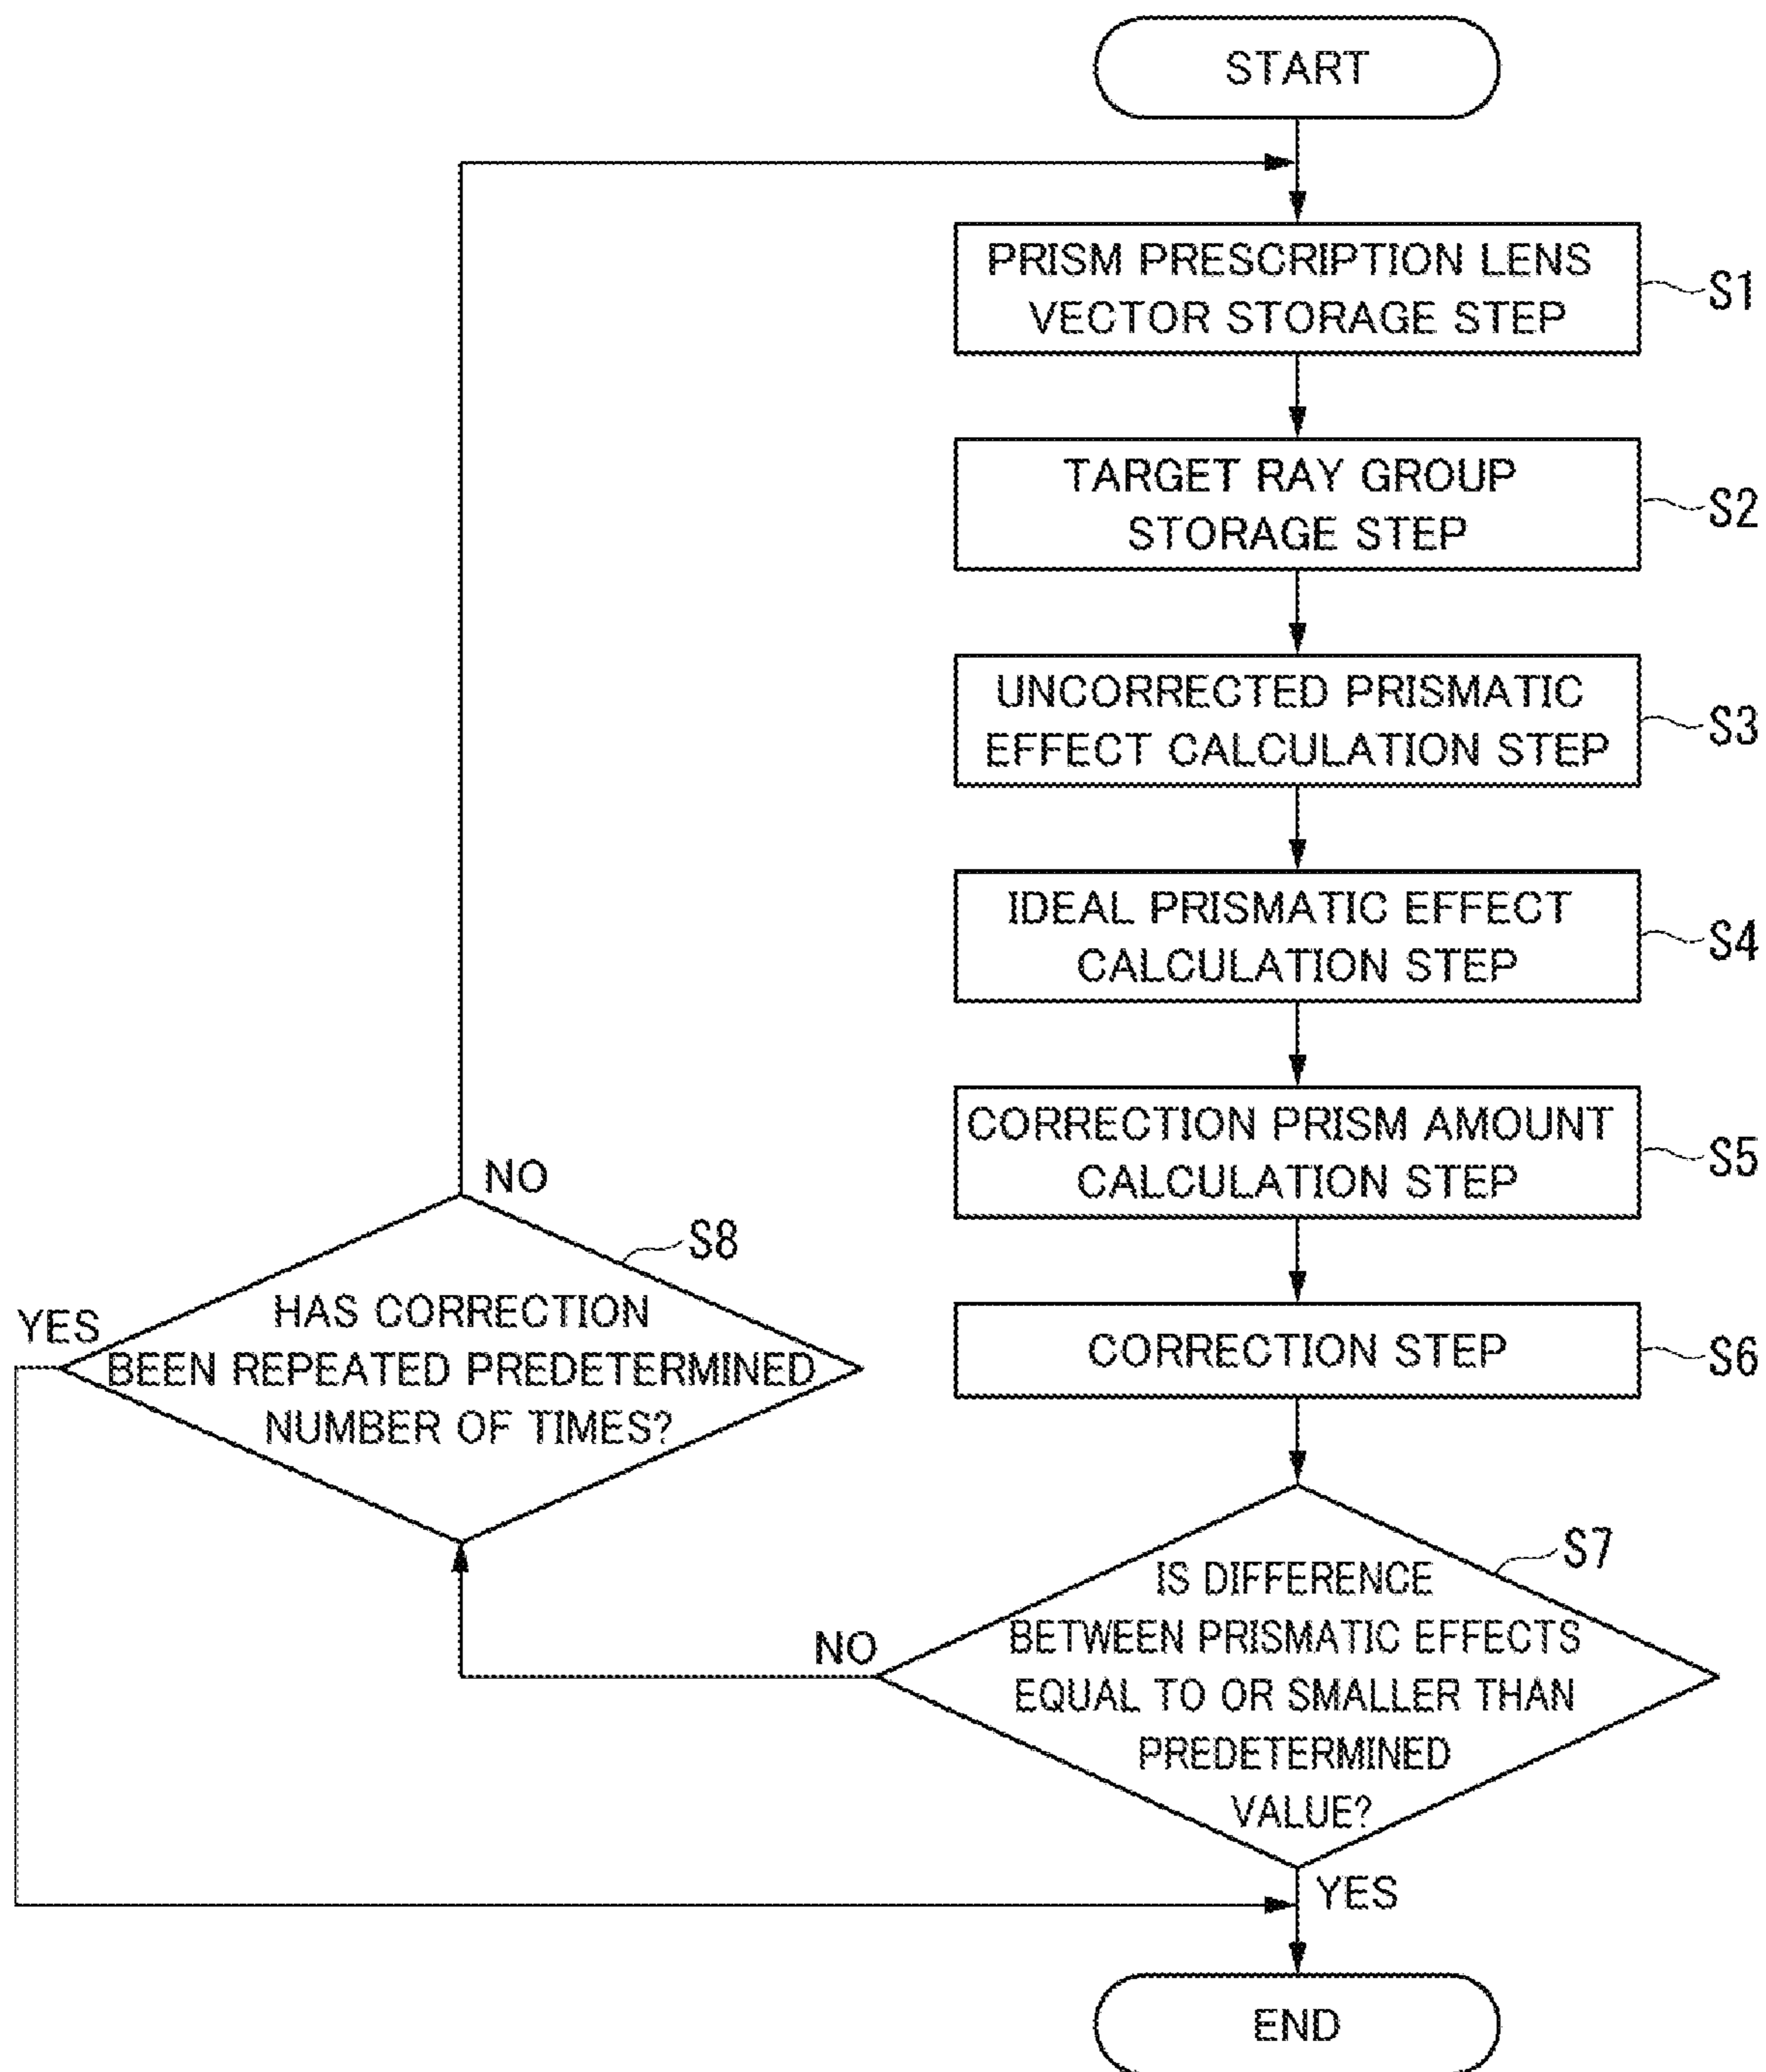 START
PRISM PRESCRIPTION LENS
VECTOR STORAGE STEP
S1
TARGET RAY GROUP
STORAGE STEP
S2
UNCORRECTED PRISMATIC
EFFECT CALCULATION STEP
S3
IDEAL PRISMATIC EFFECT
CALCULATION STEP
S4
CORRECTION PRISM AMOUNT
CALCULATION STEP
S5
CORRECTION STEP
S6
IS DIFFERENCE
BETWEEN PRISMATIC EFFECTS
EQUAL TO OR SMALLER THAN
PREDETERMINED
VALUE?
S7
NO
YES
HAS CORRECTION
BEEN REPEATED PREDETERMINED
NUMBER OF TIMES?
S8
NO
YES
END